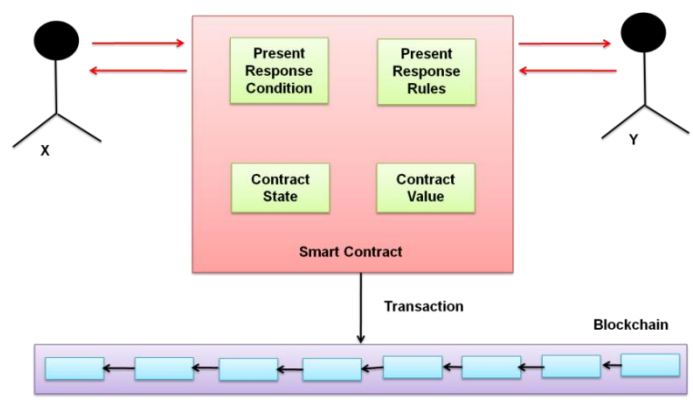 Present
Response
Condition
Present
Response
Rules
X
Y
Contract
State
Contract
Value
Smart Contract
Transaction
Blockchain